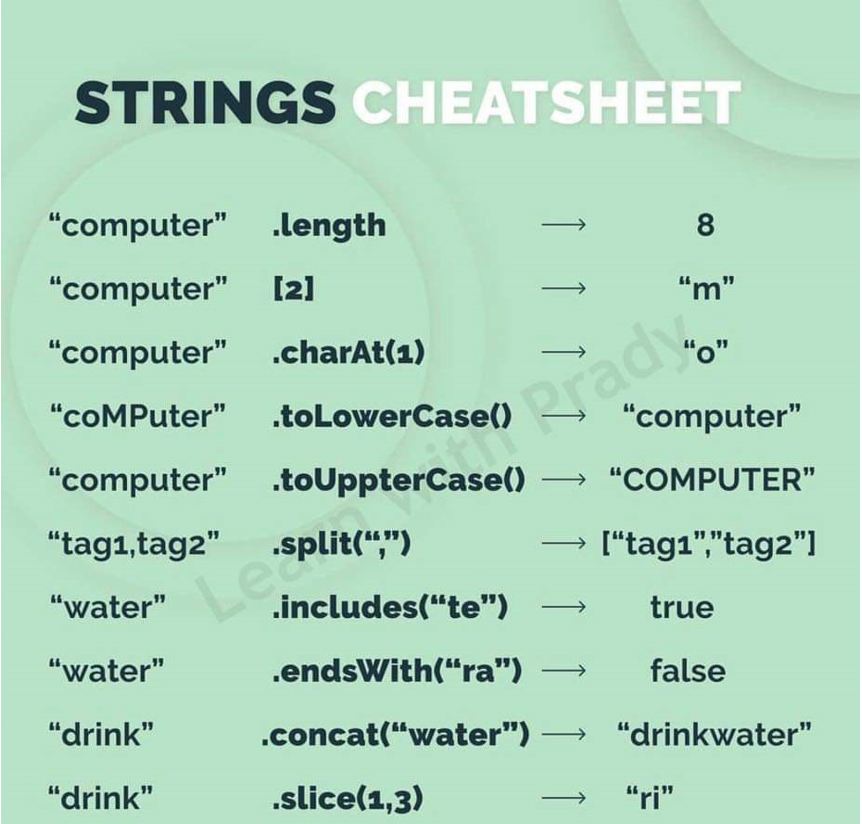 STRINGS CHEATSHEET
“computer” .length → 8
“computer” [2] → “m”
“computer” .charAt(1) → “o”
“coMPuter” .toLowerCase() → “computer”
“computer” .toUppterCase() → “COMPUTER”
“tag1,tag2” .split(“,”) → [“tag1”,”tag2”]
“water” .includes(“te”) → true
“water” .endsWith(“ra”) → false
“drink” .concat(“water”) → “drinkwater”
“drink” .slice(1,3) → “ri”
Learn with Prady